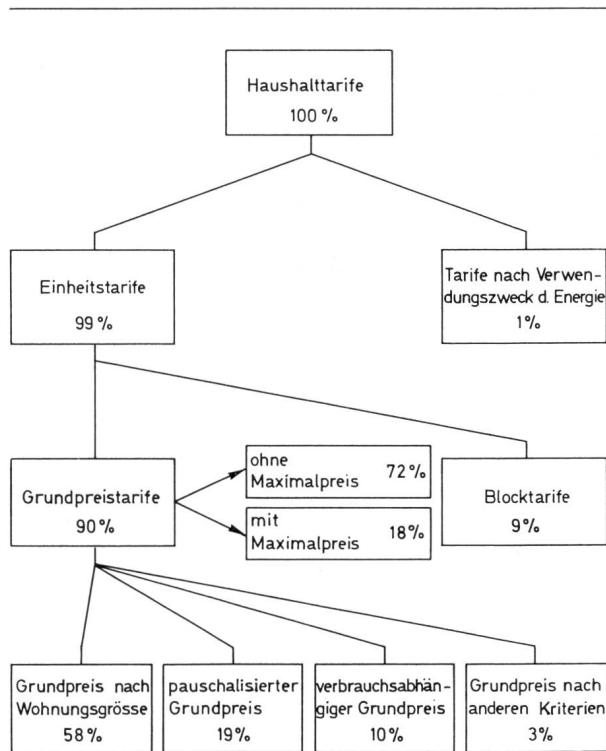 Haushalttarife
100 %
Einheitstarife
99 %
Tarife nach Verwen-
dungszweck d. Energie
1%
Grundpreistarife
90 %
ohne
Maximalpreis 72%
mit
Maximalpreis 18%
Blocktarife
9%
Grundpreis nach
Wohnungsgrösse
58%
pauschalisierter
Grundpreis
19%
verbrauchsabhän-
giger Grundpreis
10%
Grundpreis nach
anderen Kriterien
3%